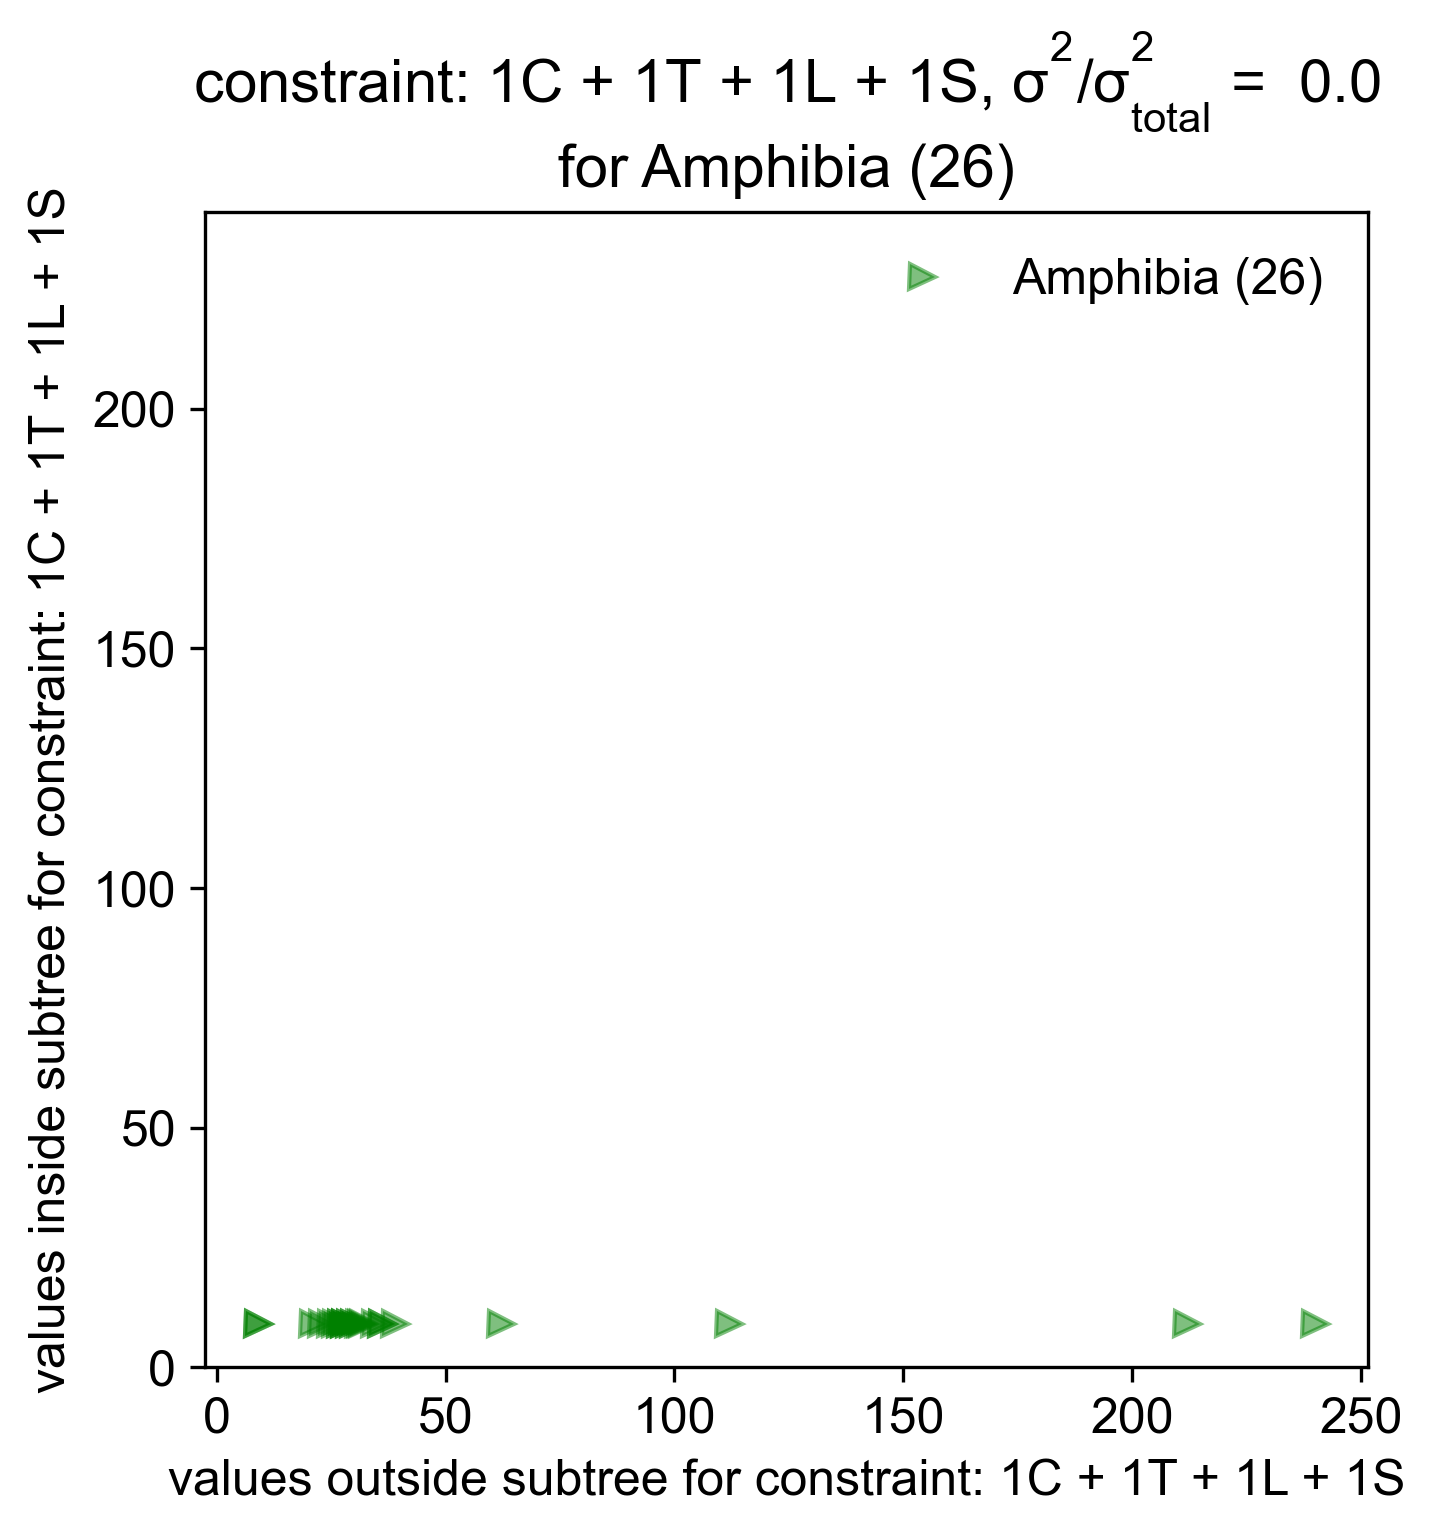 constraint: 1C + 1T + 1L + 1S, σ²/σ²total = 0.0
for Amphibia (26)
Amphibia (26)
values inside subtree for constraint: 1C + 1T + 1L + 1S
200
150
100
50
0
0 50 100 150 200 250
values outside subtree for constraint: 1C + 1T + 1L + 1S